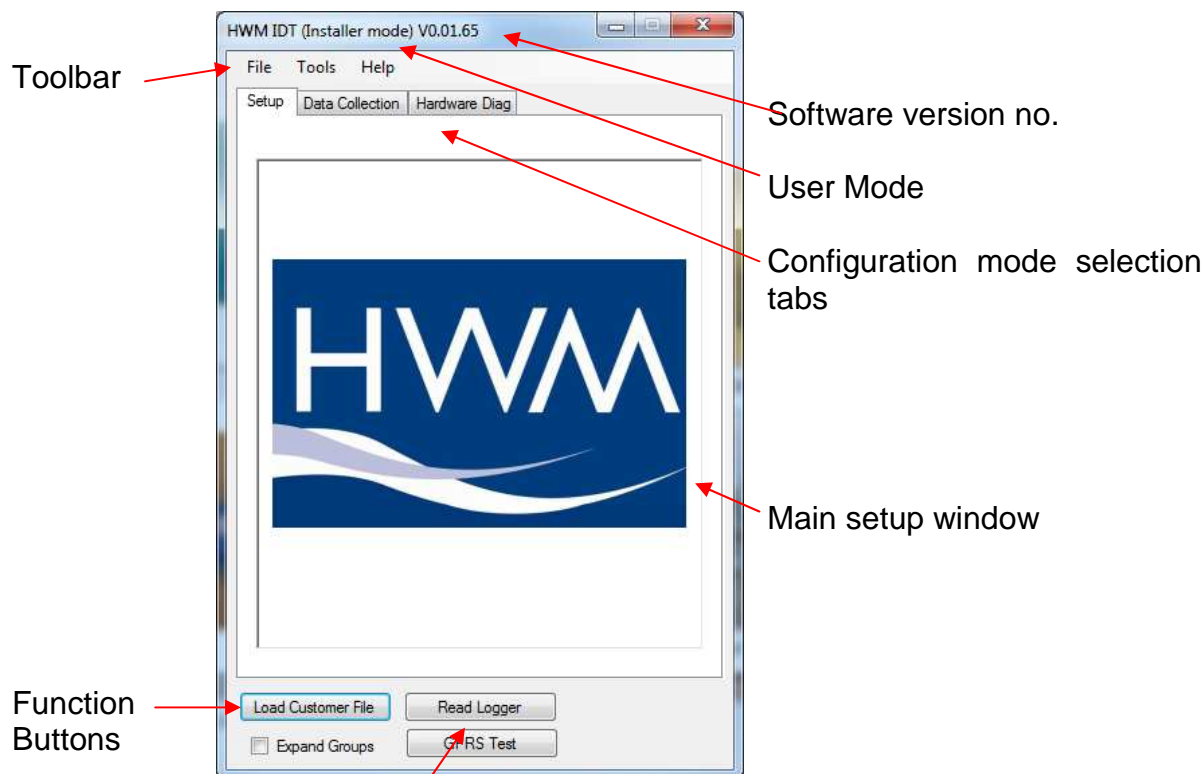 HWM IDT (Installer mode) V0.01.65
File Tools Help
Toolbar
Setup Data Collection Hardware Diag
Software version no.
User Mode
Configuration mode selection
tabs
HWM
Main setup window
Function
Buttons
Load Customer File Read Logger
Expand Groups GPRS Test